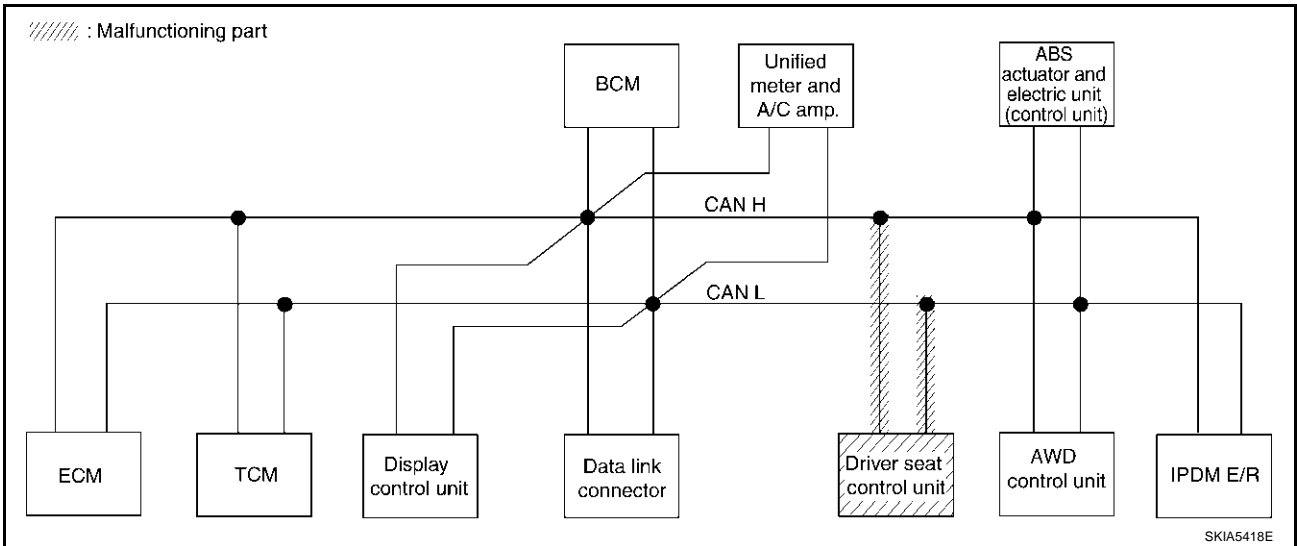 : Malfunctioning part
BCM
Unified
meter and
A/C amp.
ABS
actuator and
electric unit
(control unit)
CAN H
CAN L
ECM
TCM
Display
control unit
Data link
connector
Driver seat
control unit
AWD
control unit
IPDM E/R
SKIA5418E